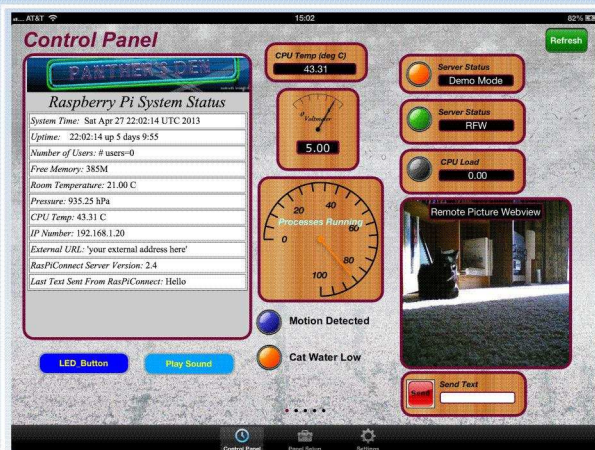 AT&T
15:02
82%
Control Panel
Refresh
PANTHER'S DEN
Raspberry Pi System Status
System Time: Sat Apr 27 22:02:14 UTC 2013
Uptime: 22:02:14 up 5 days 9:55
Number of Users: # users=0
Free Memory: 385M
Room Temperature: 21.00 C
Pressure: 935.25 hPa
CPU Temp: 43.31 C
IP Number: 192.168.1.20
External URL: 'your external address here'
RasPiConnect Server Version: 2.4
Last Text Sent From RasPiConnect: Hello
LED_Button
Play Sound
CPU Temp (deg C)
43.31
Voltmeter
5.00
Processes Running
0
20
40
60
80
100
Motion Detected
Cat Water Low
Server Status
Demo Mode
Server Status
RFW
CPU Load
0.00
Remote Picture Webview
Send
Send Text
Control Panel
Panel Setup
Settings